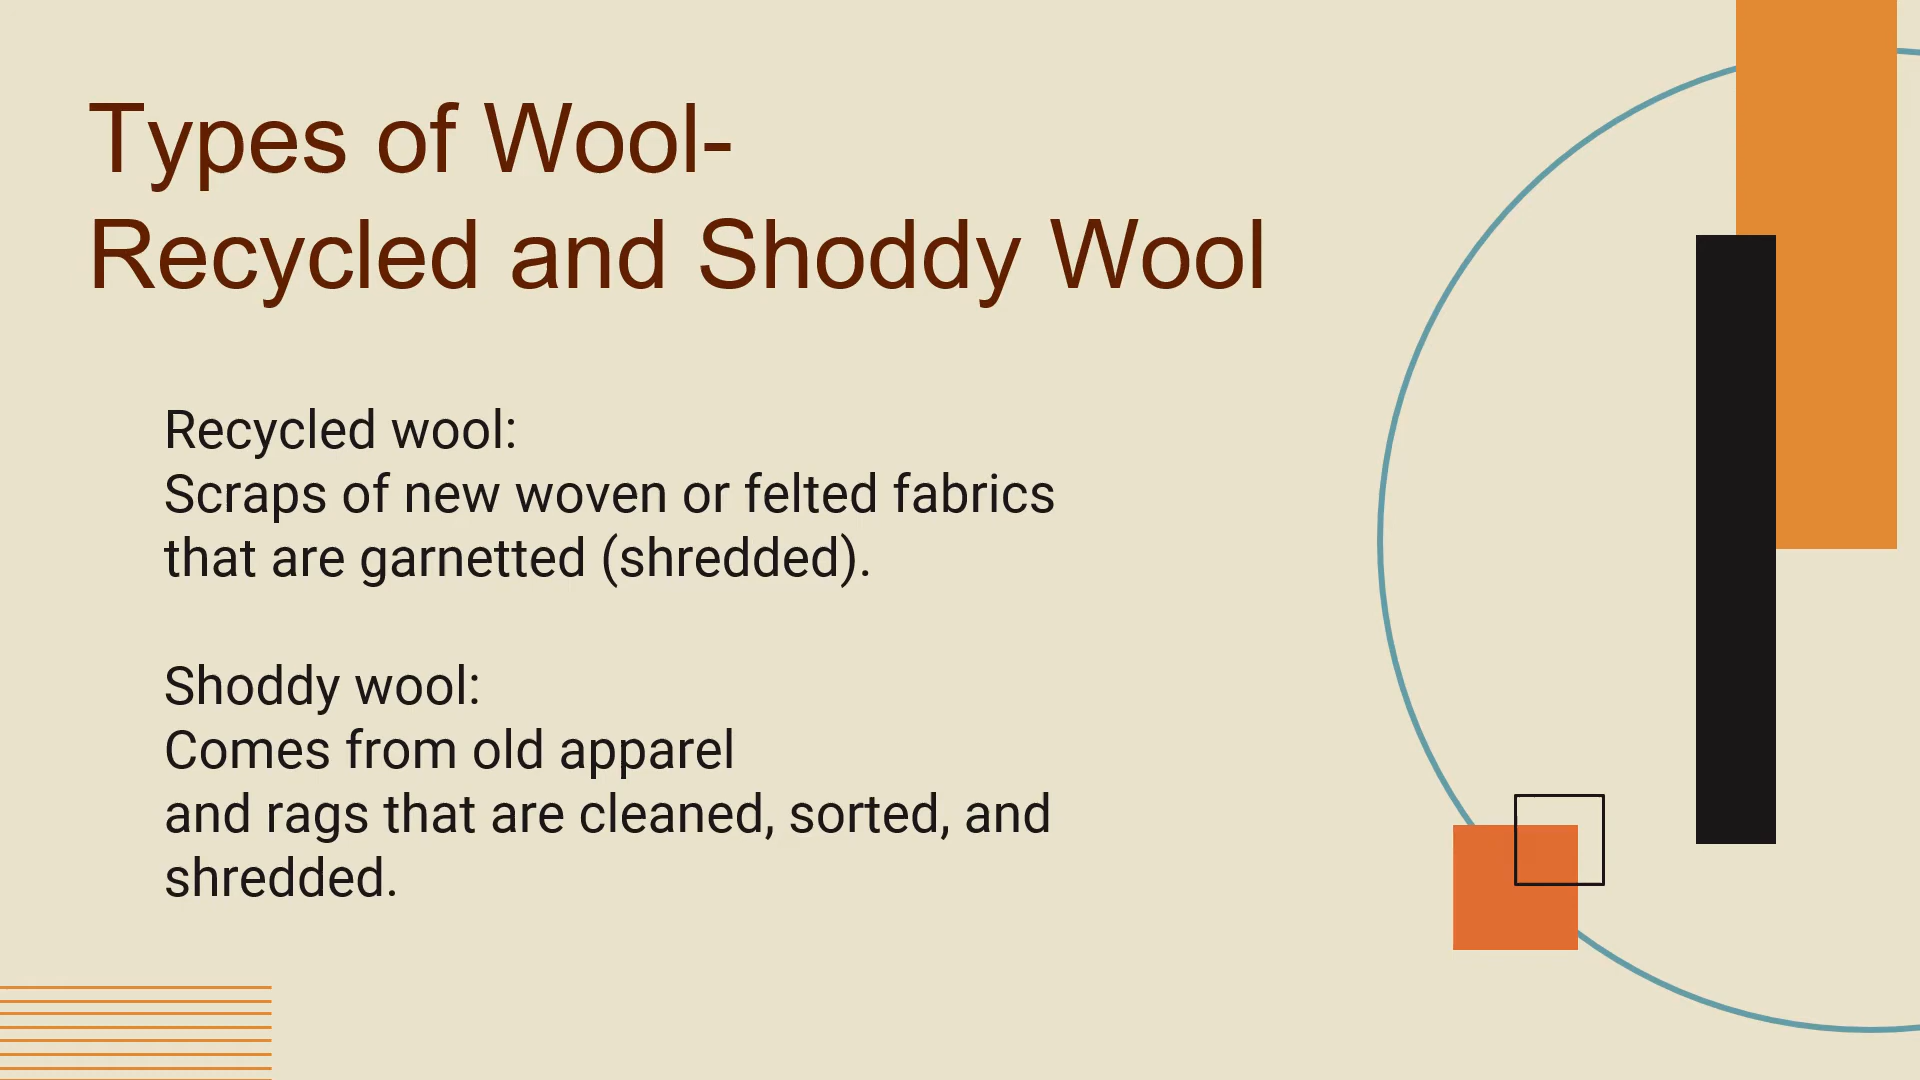 Types of Wool-
Recycled and Shoddy Wool
Recycled wool:
Scraps of new woven or felted fabrics
that are garnetted (shredded).
Shoddy wool:
Comes from old apparel
and rags that are cleaned, sorted, and
shredded.